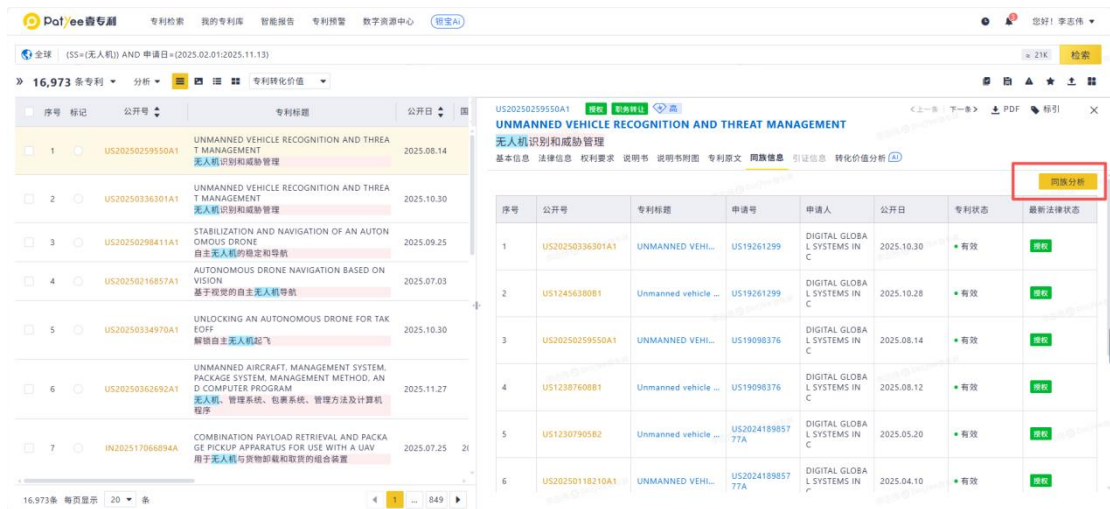 Patyee壹专利 专利检索 我的专利库 智能报告 专利预警 数字资源中心 钽宝Ai 3 您好! 李志伟
全球 (SS=(无人机)) AND 申请日=(2025.02.01:2025.11.13) ≈ 21K 检索
16,973 条专利 分析 专利转化价值
序号 标记 公开号 专利标题 公开日 国
1 US20250259550A1 UNMANNED VEHICLE RECOGNITION AND THREA
T MANAGEMENT
无人机识别和威胁管理 2025.08.14
2 US20250336301A1 UNMANNED VEHICLE RECOGNITION AND THREA
T MANAGEMENT
无人机识别和威胁管理 2025.10.30
3 US20250298411A1 STABILIZATION AND NAVIGATION OF AN AUTON
OMOUS DRONE
自主无人机的稳定和导航 2025.09.25
4 US20250216857A1 AUTONOMOUS DRONE NAVIGATION BASED ON
VISION
基于视觉的自主无人机导航 2025.07.03
5 US20250334970A1 UNLOCKING AN AUTONOMOUS DRONE FOR TAK
EOFF
解锁自主无人机起飞 2025.10.30
6 US20250362692A1 UNMANNED AIRCRAFT, MANAGEMENT SYSTEM,
PACKAGE SYSTEM, MANAGEMENT METHOD, AN
D COMPUTER PROGRAM
无人机、管理系统、包裹系统、管理方法及计算机
程序 2025.11.27
7 IN202517066894A COMBINATION PAYLOAD RETRIEVAL AND PACKA
GE PICKUP APPARATUS FOR USE WITH A UAV
用于无人机与货物卸载和取货的组合装置 2025.07.25 20
16,973条 每页显示 20 条 1 ... 849
US20250259550A1 授权 职务转让 高 <上一条 下一条> PDF 标引
UNMANNED VEHICLE RECOGNITION AND THREAT MANAGEMENT
无人机识别和威胁管理
基本信息 法律信息 权利要求 说明书 说明书附图 专利原文 同族信息 引证信息 转化价值分析 AI
同族分析
序号 公开号 专利标题 申请号 申请人 公开日 专利状态 最新法律状态
1 US20250336301A1 UNMANNED VEHI... US19261299 DIGITAL GLOBA
L SYSTEMS IN
C 2025.10.30 有效 授权
2 US12456380B1 Unmanned vehicle ... US19261299 DIGITAL GLOBA
L SYSTEMS IN
C 2025.10.28 有效 授权
3 US20250259550A1 UNMANNED VEHI... US19098376 DIGITAL GLOBA
L SYSTEMS IN
C 2025.08.14 有效 授权
4 US12387608B1 Unmanned vehicle ... US19098376 DIGITAL GLOBA
L SYSTEMS IN
C 2025.08.12 有效 授权
5 US12307905B2 Unmanned vehicle ... US2024189857
77A DIGITAL GLOBA
L SYSTEMS IN
C 2025.05.20 有效 授权
6 US20250118210A1 UNMANNED VEHI... US2024189857
77A DIGITAL GLOBA
L SYSTEMS IN
C 2025.04.10 有效 授权